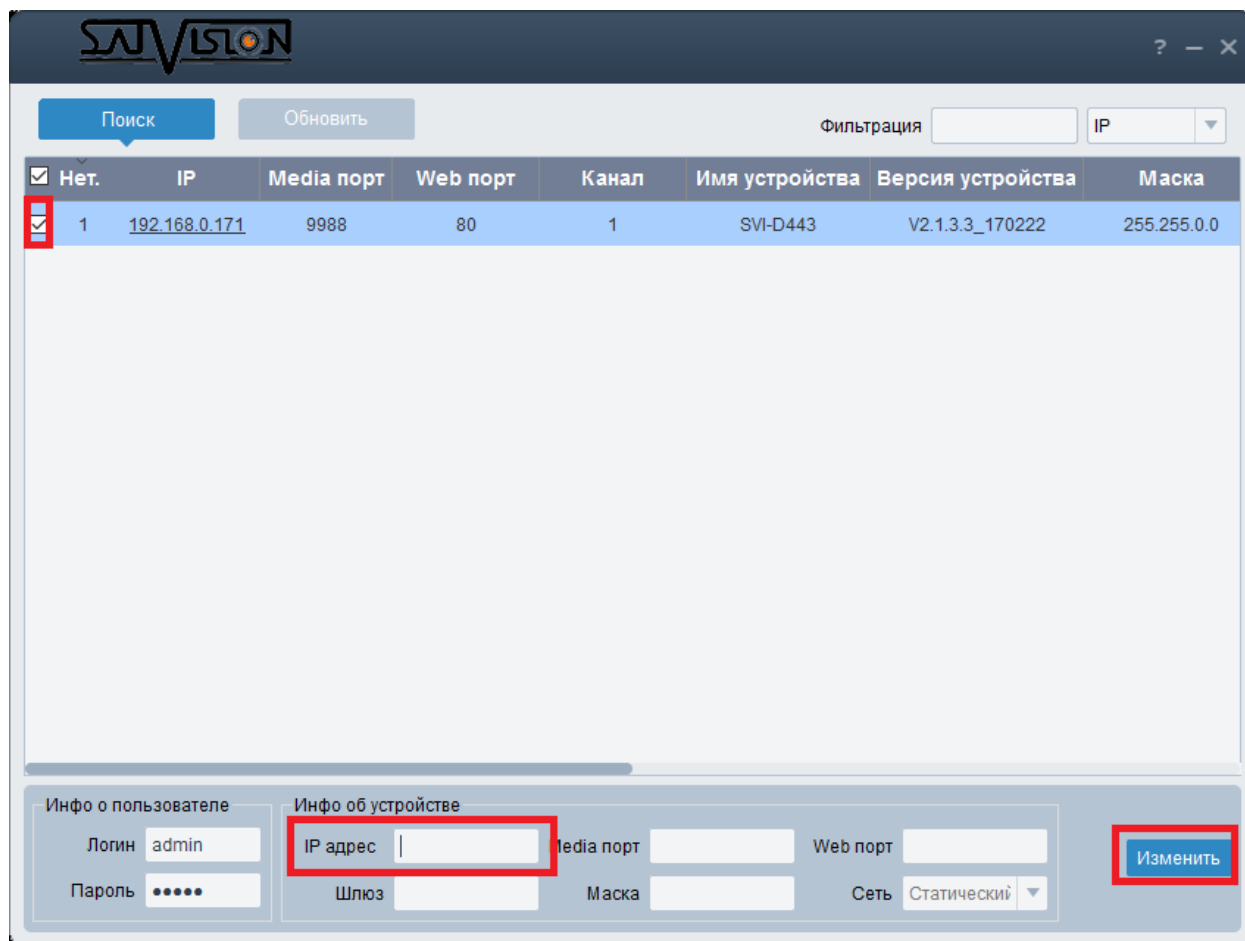 SATVISION
? – ×
Поиск Обновить Фильтрация IP
Нет. IP Media порт Web порт Канал Имя устройства Версия устройства Маска
1 192.168.0.171 9988 80 1 SVI-D443 V2.1.3.3_170222 255.255.0.0
Инфо о пользователе Инфо об устройстве
Логин admin IP адрес Media порт Web порт Изменить
Пароль ••••• Шлюз Маска Сеть Статический